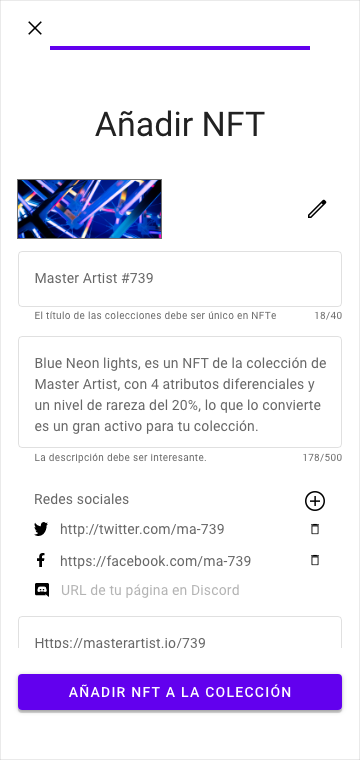 Añadir NFT
Master Artist #739
El título de las colecciones debe ser único en NFTe 18/40
Blue Neon lights, es un NFT de la colección de
Master Artist, con 4 atributos diferenciales y
un nivel de rareza del 20%, lo que lo convierte
es un gran activo para tu colección.
La descripción debe ser interesante. 178/500
Redes sociales
http://twitter.com/ma-739
https://facebook.com/ma-739
URL de tu página en Discord
Https://masterartist.io/739
AÑADIR NFT A LA COLECCIÓN